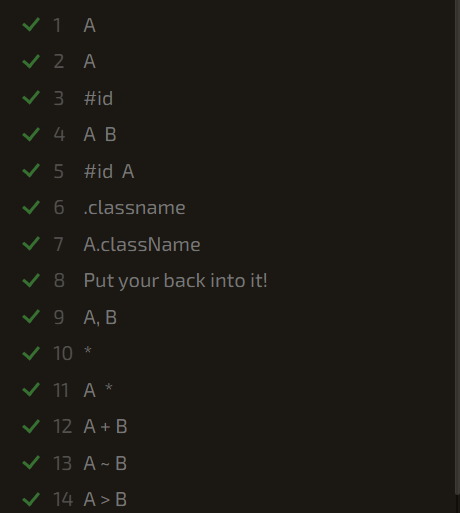 1 A
2 A
3 #id
4 A B
5 #id A
6 .classname
7 A.className
8 Put your back into it!
9 A, B
10 *
11 A *
12 A + B
13 A ~ B
14 A > B